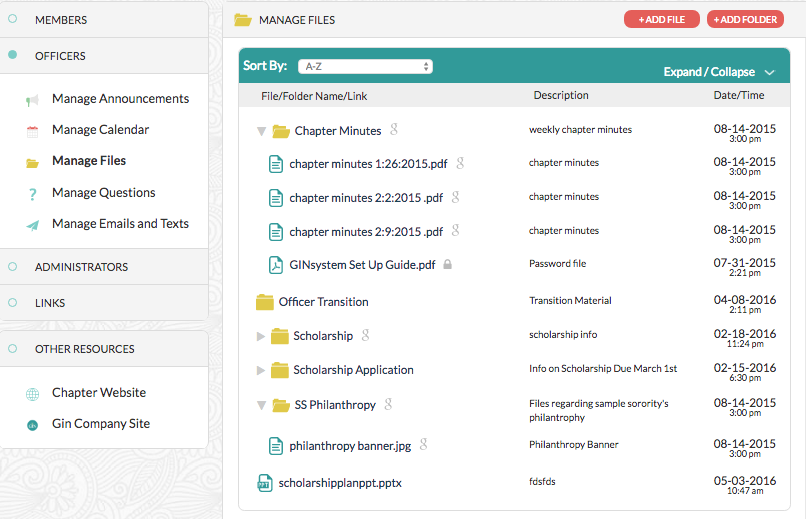 MEMBERS
OFFICERS
Manage Announcements
Manage Calendar
Manage Files
Manage Questions
Manage Emails and Texts
ADMINISTRATORS
LINKS
OTHER RESOURCES
Chapter Website
Gin Company Site
MANAGE FILES
+ ADD FILE
+ ADD FOLDER
Sort By: A-Z
Expand / Collapse
File/Folder Name/Link Description Date/Time
Chapter Minutes g weekly chapter minutes 08-14-2015
3:00 pm
chapter minutes 1:26:2015.pdf g chapter minutes 08-14-2015
3:00 pm
chapter minutes 2:2:2015 .pdf g chapter minutes 08-14-2015
3:00 pm
chapter minutes 2:9:2015 .pdf g chapter minutes 08-14-2015
3:00 pm
GINsystem Set Up Guide.pdf Password file 07-31-2015
2:21 pm
Officer Transition Transition Material 04-08-2016
2:11 pm
Scholarship g scholarship info 02-18-2016
11:24 pm
Scholarship Application Info on Scholarship Due March 1st 02-15-2016
6:30 pm
SS Philanthropy g Files regarding sample sorority's 08-14-2015
philantrophy 3:00 pm
philanthropy banner.jpg g Philanthropy Banner 08-14-2015
3:00 pm
PPT scholarshipplanppt.pptx fdsfds 05-03-2016
10:47 am